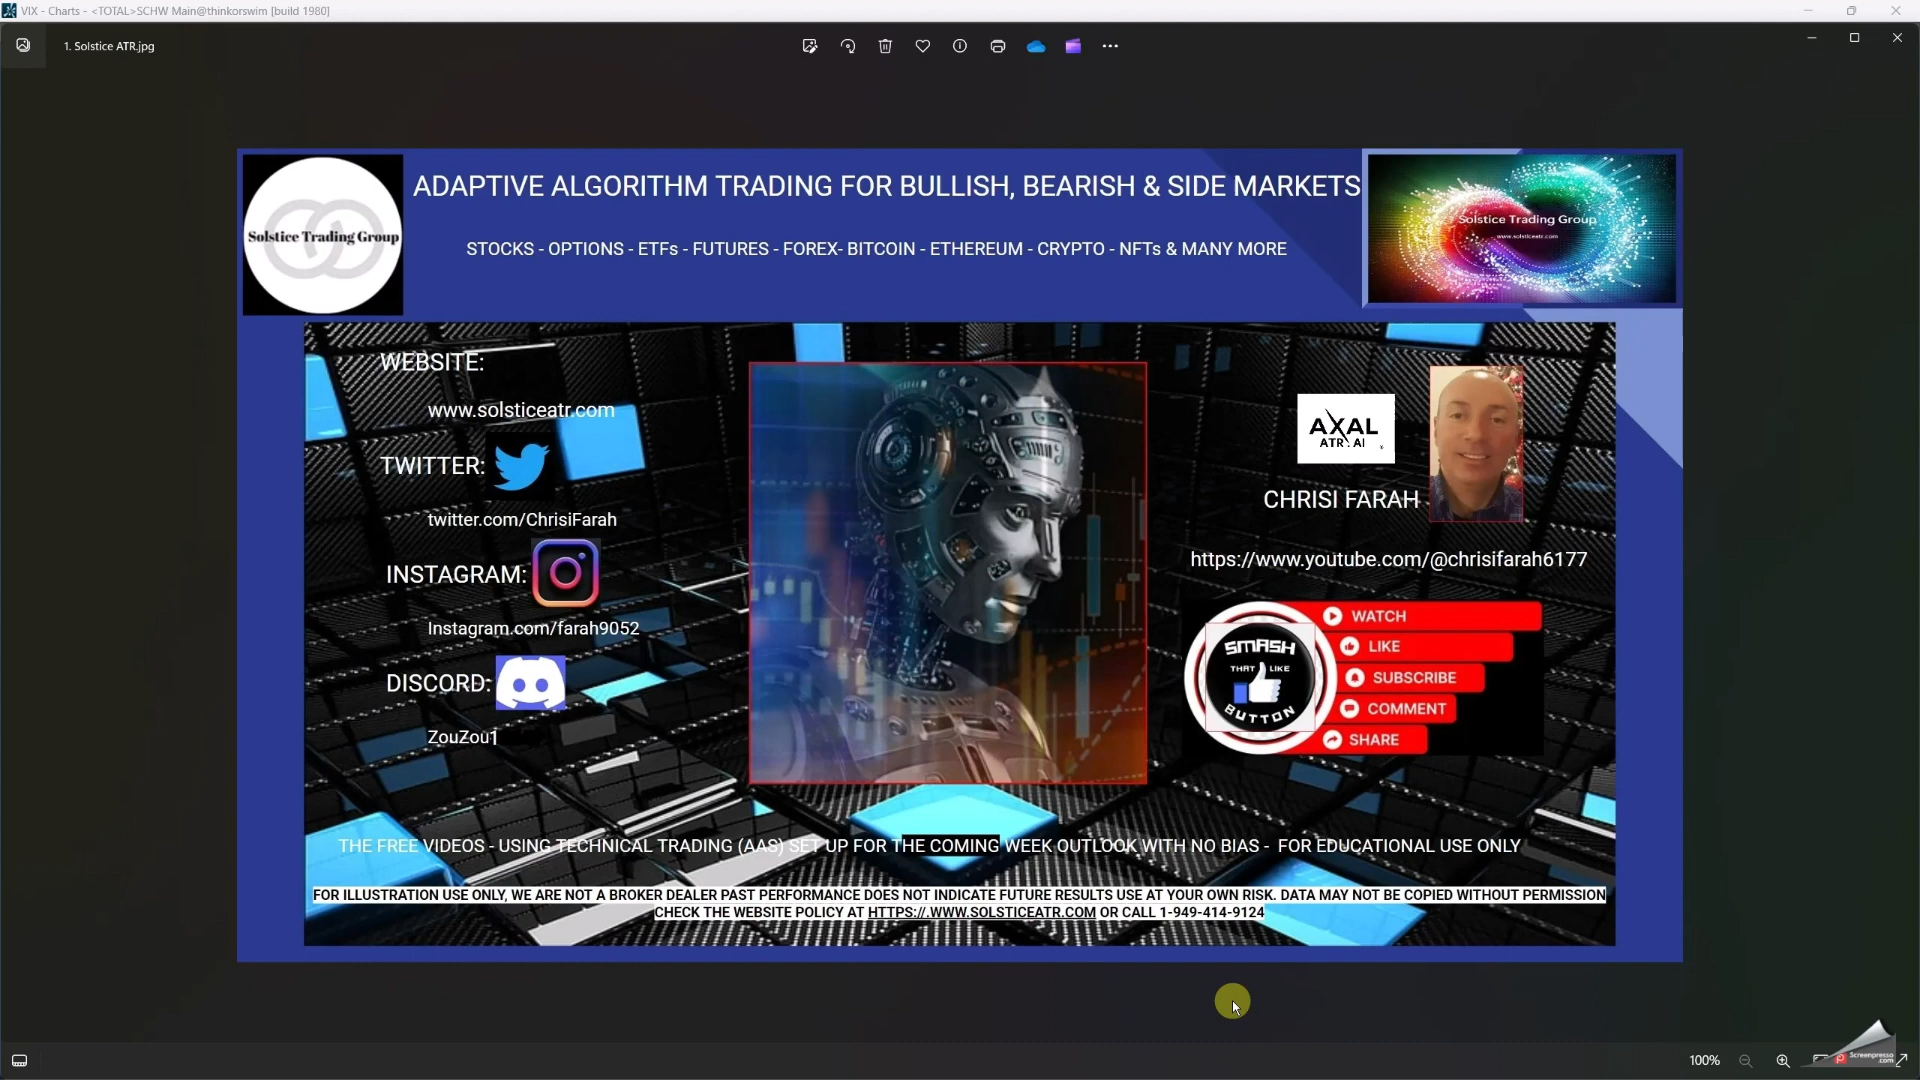 VIX - Charts - <TOTAL>SCHW Main@thinkorswim [build 1980]
1. Solstice ATR.jpg
Solstice Trading Group
ADAPTIVE ALGORITHM TRADING FOR BULLISH, BEARISH & SIDE MARKETS
STOCKS - OPTIONS - ETFs - FUTURES - FOREX- BITCOIN - ETHEREUM - CRYPTO - NFTs & MANY MORE
Solstice Trading Group
www.solsticeatr.com
WEBSITE:
www.solsticeatr.com
TWITTER:
twitter.com/ChrisiFarah
INSTAGRAM:
Instagram.com/farah9052
DISCORD:
ZouZou1
AXAL
ATR.AI
CHRISI FARAH
https://www.youtube.com/@chrisifarah6177
SMASH
THAT LIKE
BUTTON
WATCH
LIKE
SUBSCRIBE
COMMENT
SHARE
THE FREE VIDEOS - USING TECHNICAL TRADING (AAS) SET UP FOR THE COMING WEEK OUTLOOK WITH NO BIAS - FOR EDUCATIONAL USE ONLY
FOR ILLUSTRATION USE ONLY, WE ARE NOT A BROKER DEALER PAST PERFORMANCE DOES NOT INDICATE FUTURE RESULTS USE AT YOUR OWN RISK. DATA MAY NOT BE COPIED WITHOUT PERMISSION
CHECK THE WEBSITE POLICY AT HTTPS://.WWW.SOLSTICEATR.COM OR CALL 1-949-414-9124
100%
Screenpresso
.com